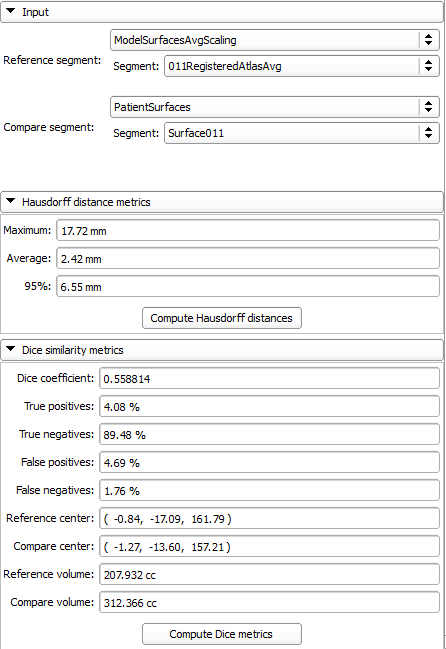 Input
Reference segment:
ModelSurfacesAvgScaling
Segment: 011RegisteredAtlasAvg
Compare segment:
PatientSurfaces
Segment: Surface011
Hausdorff distance metrics
Maximum: 17.72 mm
Average: 2.42 mm
95%: 6.55 mm
Compute Hausdorff distances
Dice similarity metrics
Dice coefficient: 0.558814
True positives: 4.08 %
True negatives: 89.48 %
False positives: 4.69 %
False negatives: 1.76 %
Reference center: ( -0.84, -17.09, 161.79 )
Compare center: ( -1.27, -13.60, 157.21 )
Reference volume: 207.932 cc
Compare volume: 312.366 cc
Compute Dice metrics